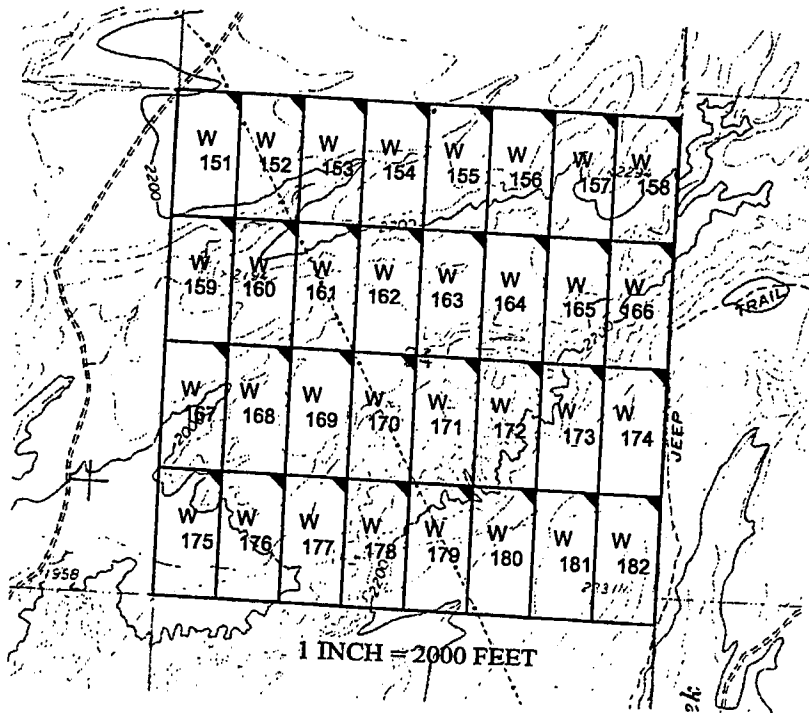 W W W W W W W W
151 152 153 154 155 156 157 158
2200
W W W W W W W W
159 160 161 162 163 164 165 166
TRAIL
W W W W W W W W
167 168 169 170 171 172 173 174
JEEP
W W W W W W W W
175 176 177 178 179 180 181 182
1958
2200
1 INCH = 2000 FEET